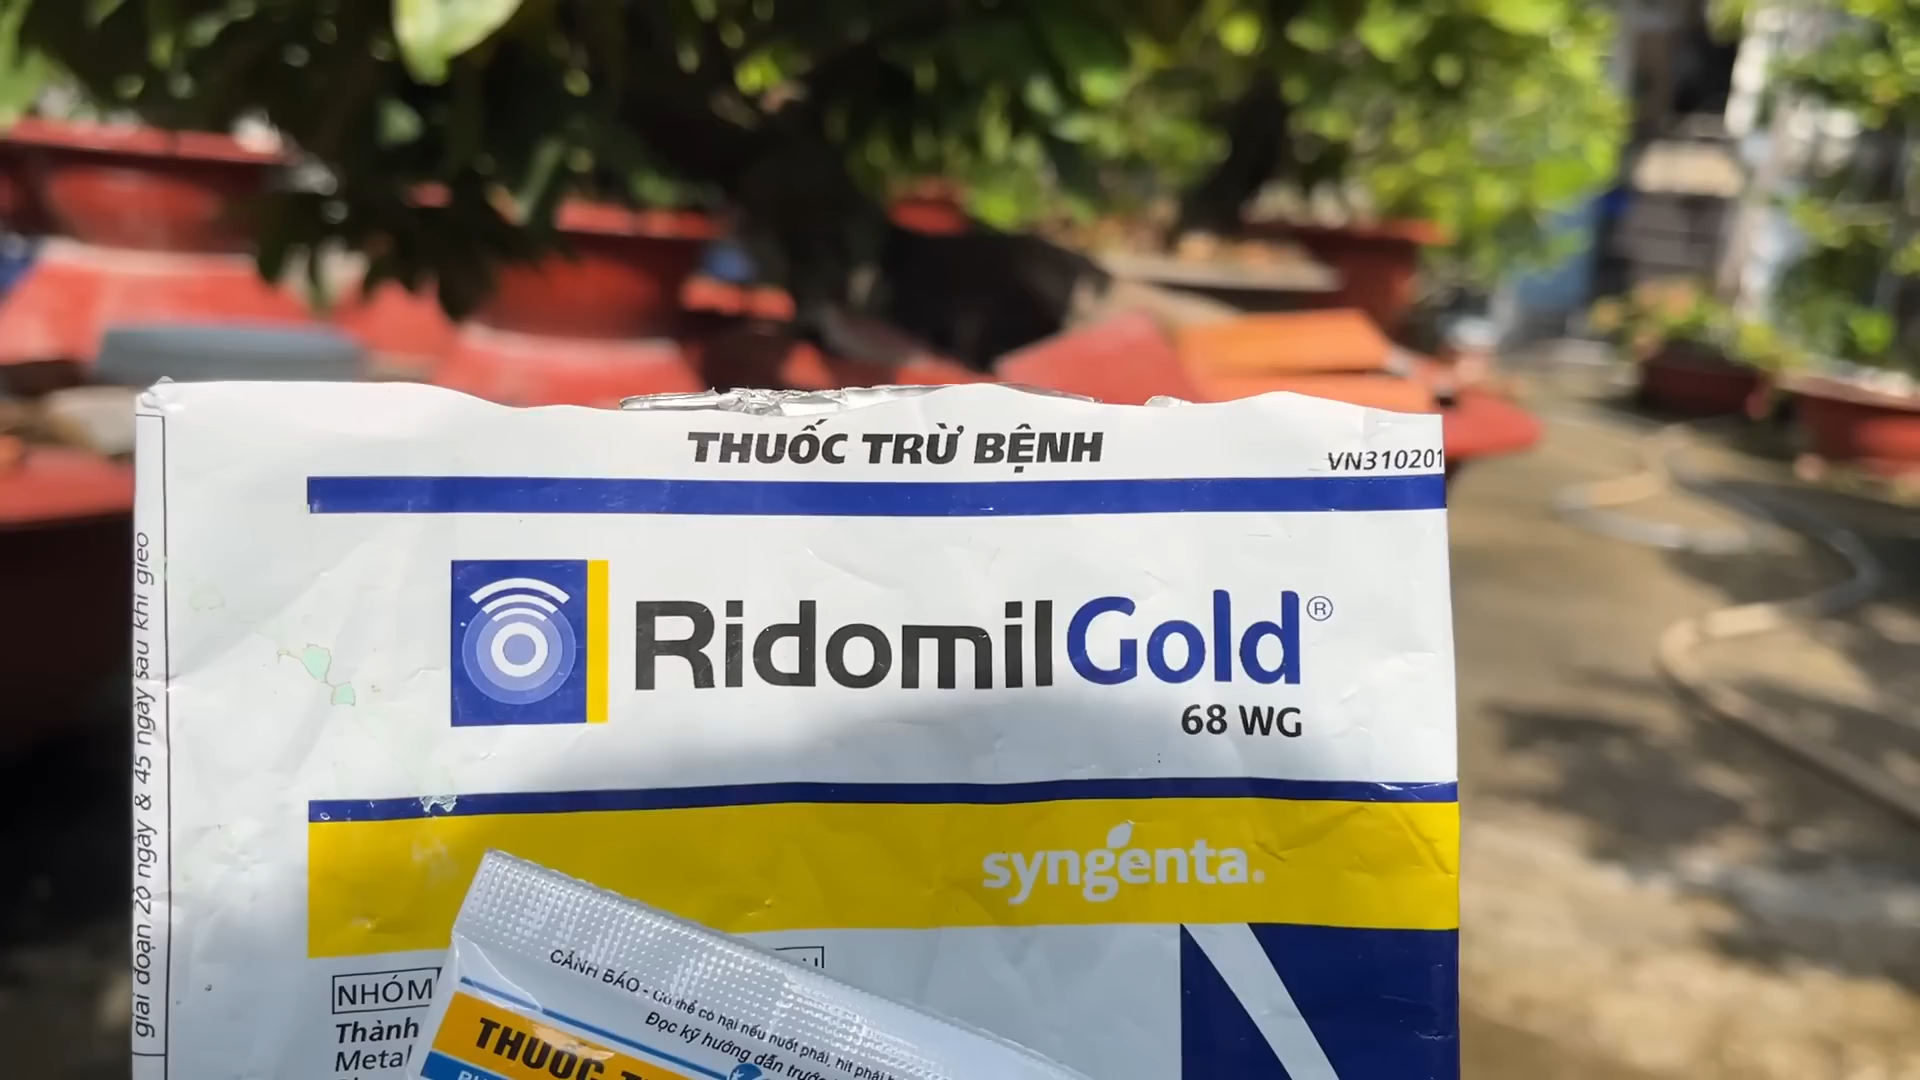 THUỐC TRỪ BỆNH
VN310201
RidomilGold®
68 WG
syngenta.
giai đoạn 20 ngày & 45 ngày sau khi gieo
NHÓM
Thành
Metal
CẢNH BÁO - Có thể có hại nếu nuốt phải, hít phải
Đọc kỹ hướng dẫn trước
THUỐC